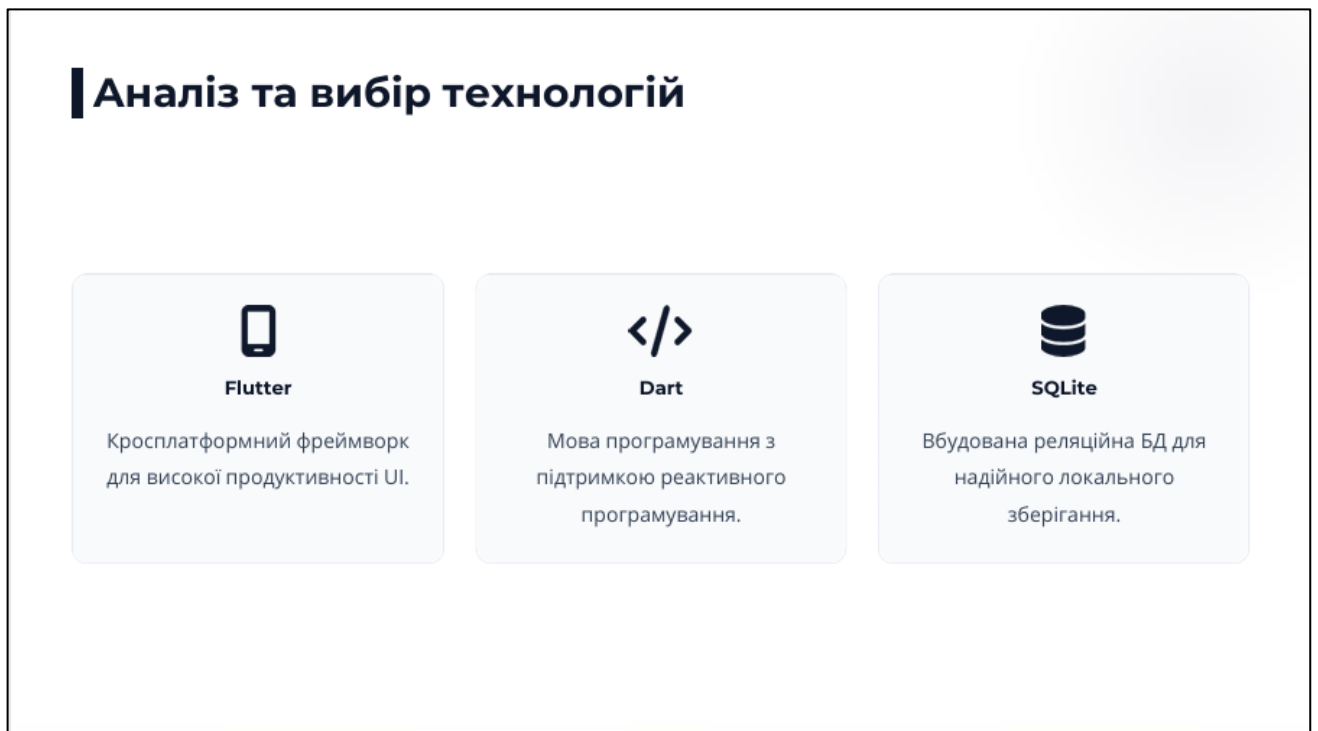 Аналіз та вибір технологій
Flutter
Кросплатформний фреймворк
для високої продуктивності UI.
Dart
Мова програмування з
підтримкою реактивного
програмування.
SQLite
Вбудована реляційна БД для
надійного локального
зберігання.